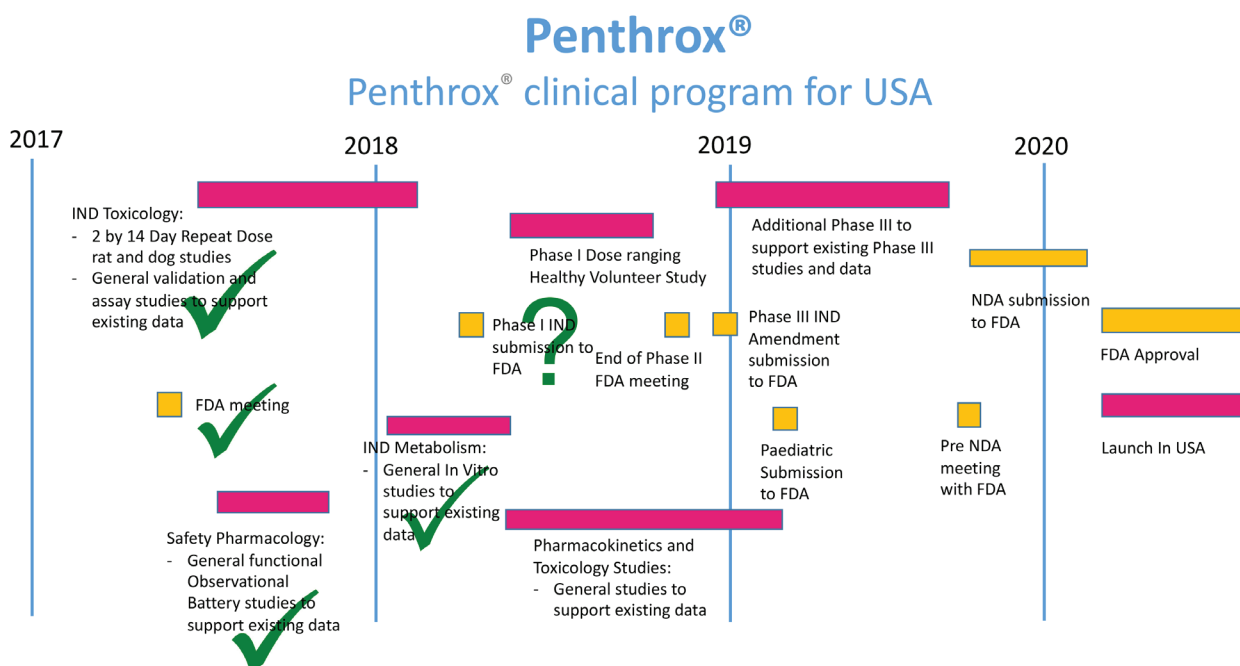 Penthrox®
Penthrox® clinical program for USA
2017
2018
2019
2020
IND Toxicology:
- 2 by 14 Day Repeat Dose
rat and dog studies
- General validation and
assay studies to support
existing data
Phase I Dose ranging
Healthy Volunteer Study
Additional Phase III to
support existing Phase III
studies and data
NDA submission
to FDA
Phase I IND
submission to
FDA
?
End of Phase II
FDA meeting
Phase III IND
Amendment
submission
to FDA
FDA Approval
FDA meeting
IND Metabolism:
- General In Vitro
studies to
support existing
data
Paediatric
Submission
to FDA
Pre NDA
meeting
with FDA
Launch In USA
Safety Pharmacology:
- General functional
Observational
Battery studies to
support existing data
Pharmacokinetics and
Toxicology Studies:
- General studies to
support existing data